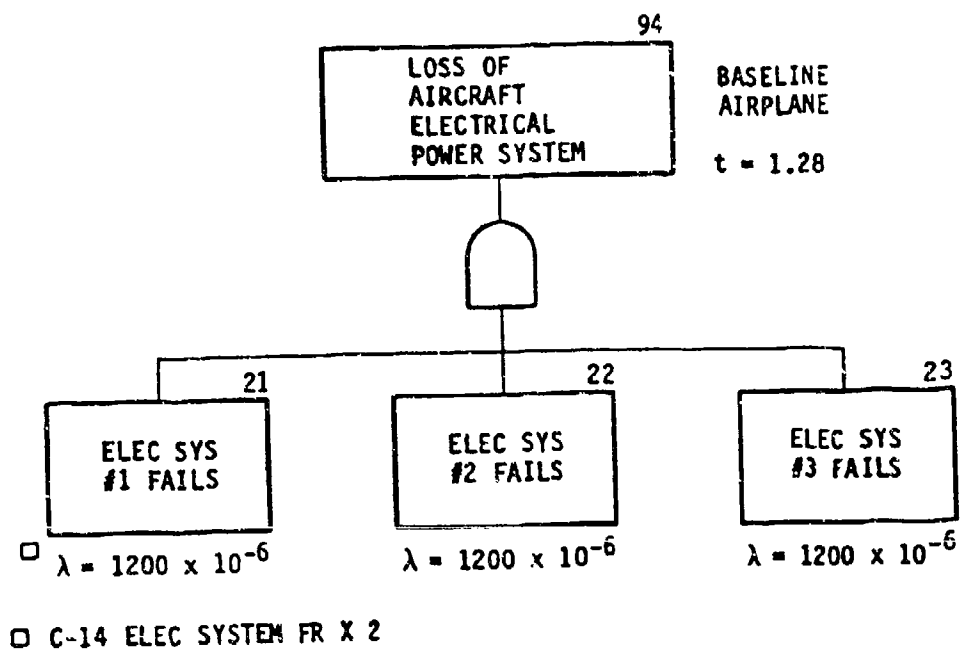 94
LOSS OF
AIRCRAFT
ELECTRICAL
POWER SYSTEM
BASELINE
AIRPLANE
t = 1.28
21
ELEC SYS
#1 FAILS
22
ELEC SYS
#2 FAILS
23
ELEC SYS
#3 FAILS
□ λ = 1200 x 10⁻⁶
λ = 1200 x 10⁻⁶
λ = 1200 x 10⁻⁶
□ C-14 ELEC SYSTEM FR X 2